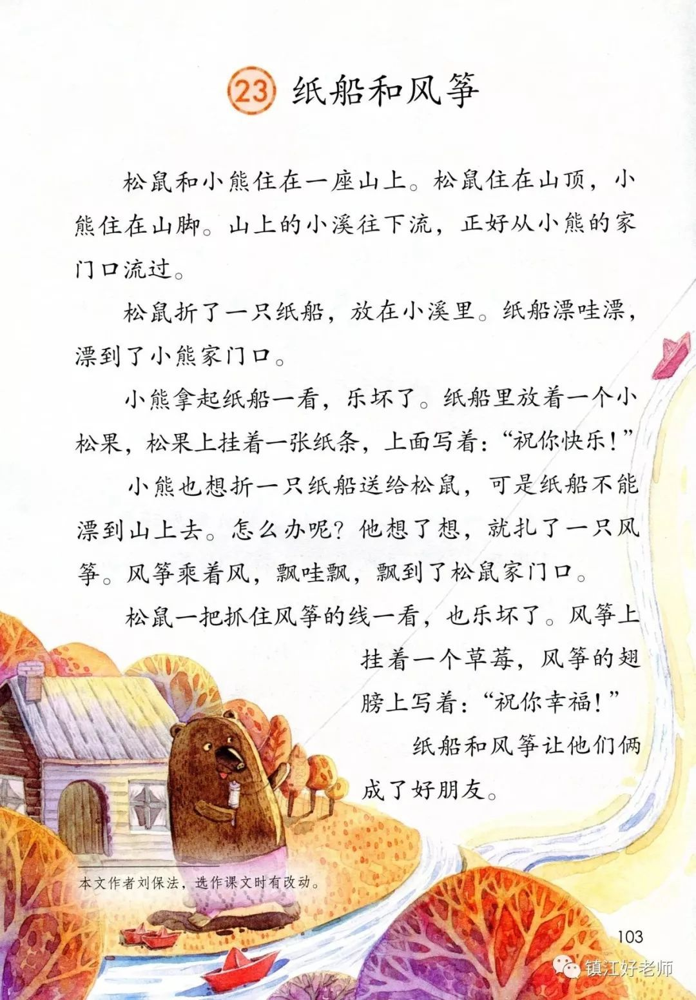 23 纸船和风筝
松鼠和小熊住在一座山上。松鼠住在山顶，小
熊住在山脚。山上的小溪往下流，正好从小熊的家
门口流过。
松鼠折了一只纸船，放在小溪里。纸船漂哇漂，
漂到了小熊家门口。
小熊拿起纸船一看，乐坏了。纸船里放着一个小
松果，松果上挂着一张纸条，上面写着：“祝你快乐！”
小熊也想折一只纸船送给松鼠，可是纸船不能
漂到山上去。怎么办呢？他想了想，就扎了一只风
筝。风筝乘着风，飘哇飘，飘到了松鼠家门口。
松鼠一把抓住风筝的线一看，也乐坏了。风筝上
挂着一个草莓，风筝的翅
膀上写着：“祝你幸福！”
纸船和风筝让他们俩
成了好朋友。
本文作者刘保法，选作课文时有改动。
103
镇江好老师